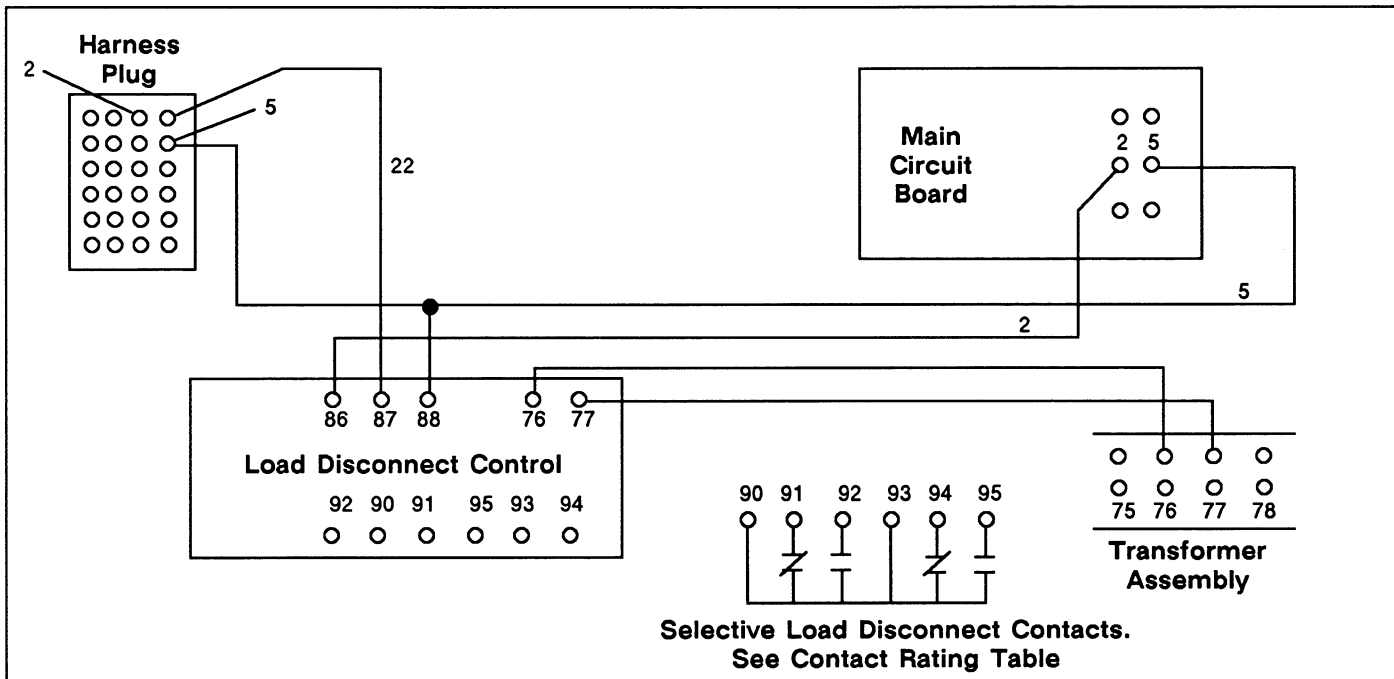 Harness
Plug
2
5
22
Main
Circuit
Board
2 5
5
2
86 87 88 76 77
Load Disconnect Control
92 90 91 95 93 94
90 91 92 93 94 95
75 76 77 78
Transformer
Assembly
Selective Load Disconnect Contacts.
See Contact Rating Table